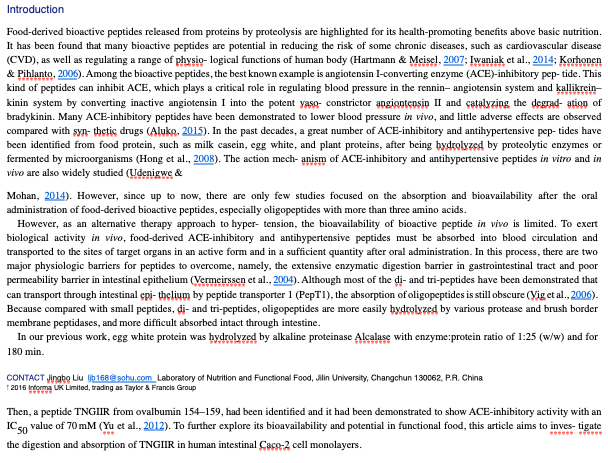 Introduction
Food-derived bioactive peptides released from proteins by proteolysis are highlighted for its health-promoting benefits above basic nutrition.
It has been found that many bioactive peptides are potential in reducing the risk of some chronic diseases, such as cardiovascular disease
(CVD), as well as regulating a range of physio- logical functions of human body (Hartmann & Meisel, 2007; Iwaniak et al., 2014; Korhonen
& Pihlanto, 2006). Among the bioactive peptides, the best known example is angiotensin I-converting enzyme (ACE)-inhibitory pep- tide. This
kind of peptides can inhibit ACE, which plays a critical role in regulating blood pressure in the rennin– angiotensin system and kallikrein–
kinin system by converting inactive angiotensin I into the potent vaso- constrictor angiotensin II and catalyzing the degrad- ation of
bradykinin. Many ACE-inhibitory peptides have been demonstrated to lower blood pressure in vivo, and little adverse effects are observed
compared with syn- thetic drugs (Aluko, 2015). In the past decades, a great number of ACE-inhibitory and antihypertensive pep- tides have
been identified from food protein, such as milk casein, egg white, and plant proteins, after being hydrolyzed by proteolytic enzymes or
fermented by microorganisms (Hong et al., 2008). The action mech- anism of ACE-inhibitory and antihypertensive peptides in vitro and in
vivo are also widely studied (Udenigwe &
Mohan, 2014). However, since up to now, there are only few studies focused on the absorption and bioavailability after the oral
administration of food-derived bioactive peptides, especially oligopeptides with more than three amino acids.
However, as an alternative therapy approach to hyper- tension, the bioavailability of bioactive peptide in vivo is limited. To exert
biological activity in vivo, food-derived ACE-inhibitory and antihypertensive peptides must be absorbed into blood circulation and
transported to the sites of target organs in an active form and in a sufficient quantity after oral administration. In this process, there are two
major physiologic barriers for peptides to overcome, namely, the extensive enzymatic digestion barrier in gastrointestinal tract and poor
permeability barrier in intestinal epithelium (Vermeirssen et al., 2004). Although most of the di- and tri-peptides have been demonstrated that
can transport through intestinal epi- thelium by peptide transporter 1 (PepT1), the absorption of oligopeptides is still obscure (Vig et al., 2006).
Because compared with small peptides, di- and tri-peptides, oligopeptides are more easily hydrolyzed by various protease and brush border
membrane peptidases, and more difficult absorbed intact through intestine.
In our previous work, egg white protein was hydrolyzed by alkaline proteinase Alcalase with enzyme:protein ratio of 1:25 (w/w) and for
180 min.
CONTACT Jingbo Liu ljb168@sohu.com Laboratory of Nutrition and Functional Food, Jilin University, Changchun 130062, P.R. China
! 2016 Informa UK Limited, trading as Taylor & Francis Group
Then, a peptide TNGIIR from ovalbumin 154–159, had been identified and it had been demonstrated to show ACE-inhibitory activity with an
IC50 value of 70 mM (Yu et al., 2012). To further explore its bioavailability and potential in functional food, this article aims to inves- tigate
the digestion and absorption of TNGIIR in human intestinal Caco-2 cell monolayers.